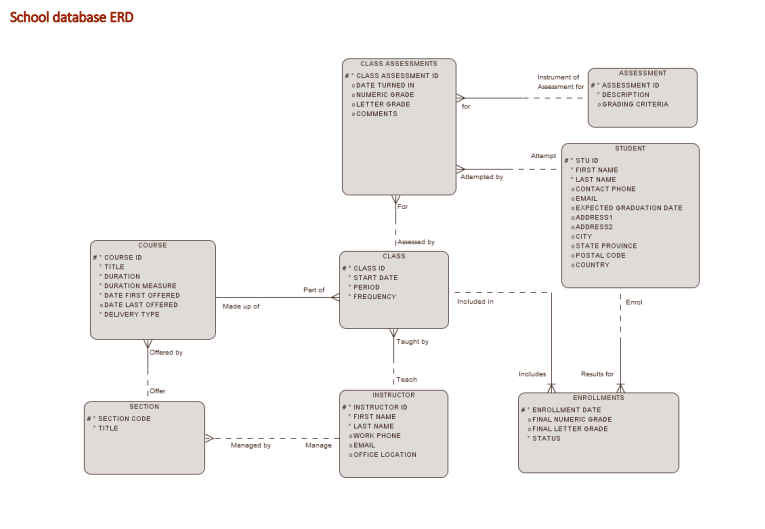 School database ERD
CLASS ASSESSMENTS
# * CLASS ASSESSMENT ID
o DATE TURNED IN
o NUMERIC GRADE
o LETTER GRADE
o COMMENTS
ASSESSMENT
# * ASSESSMENT ID
* DESCRIPTION
o GRADING CRITERIA
Instrument of
Assessment for
for
STUDENT
# * STU ID
* FIRST NAME
* LAST NAME
o CONTACT PHONE
o EMAIL
o EXPECTED GRADUATION DATE
o ADDRESS1
o ADDRESS2
o CITY
o STATE PROVINCE
o POSTAL CODE
o COUNTRY
Attempt
Attempted by
For
Assessed by
COURSE
# * COURSE ID
* TITLE
* DURATION
* DURATION MEASURE
* DATE FIRST OFFERED
o DATE LAST OFFERED
* DELIVERY TYPE
CLASS
# * CLASS ID
* START DATE
* PERIOD
* FREQUENCY
Part of
Made up of
Included in
Enrol
Offered by
Offer
Taught by
Teach
Includes
Results for
SECTION
# * SECTION CODE
* TITLE
INSTRUCTOR
# * INSTRUCTOR ID
* FIRST NAME
* LAST NAME
o WORK PHONE
o EMAIL
o OFFICE LOCATION
Managed by
Manage
ENROLLMENTS
# * ENROLLMENT DATE
o FINAL NUMERIC GRADE
o FINAL LETTER GRADE
* STATUS